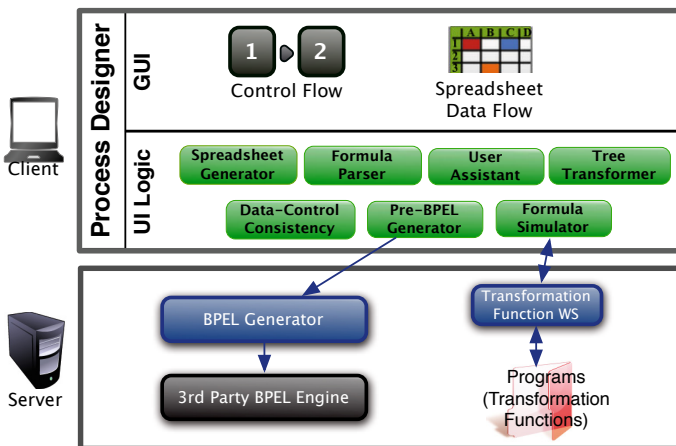 Process Designer
GUI
1
2
Control Flow
A B C D
1
2
3
Spreadsheet
Data Flow
Client
UI Logic
Spreadsheet
Generator
Formula
Parser
User
Assistant
Tree
Transformer
Data-Control
Consistency
Pre-BPEL
Generator
Formula
Simulator
Server
BPEL Generator
3rd Party BPEL Engine
Transformation
Function WS
Programs
(Transformation
Functions)